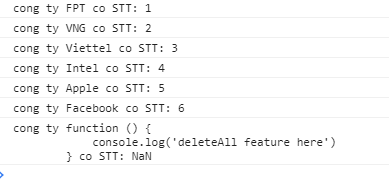 cong ty FPT co STT: 1
cong ty VNG co STT: 2
cong ty Viettel co STT: 3
cong ty Intel co STT: 4
cong ty Apple co STT: 5
cong ty Facebook co STT: 6
cong ty function () {
console.log('deleteAll feature here')
} co STT: NaN